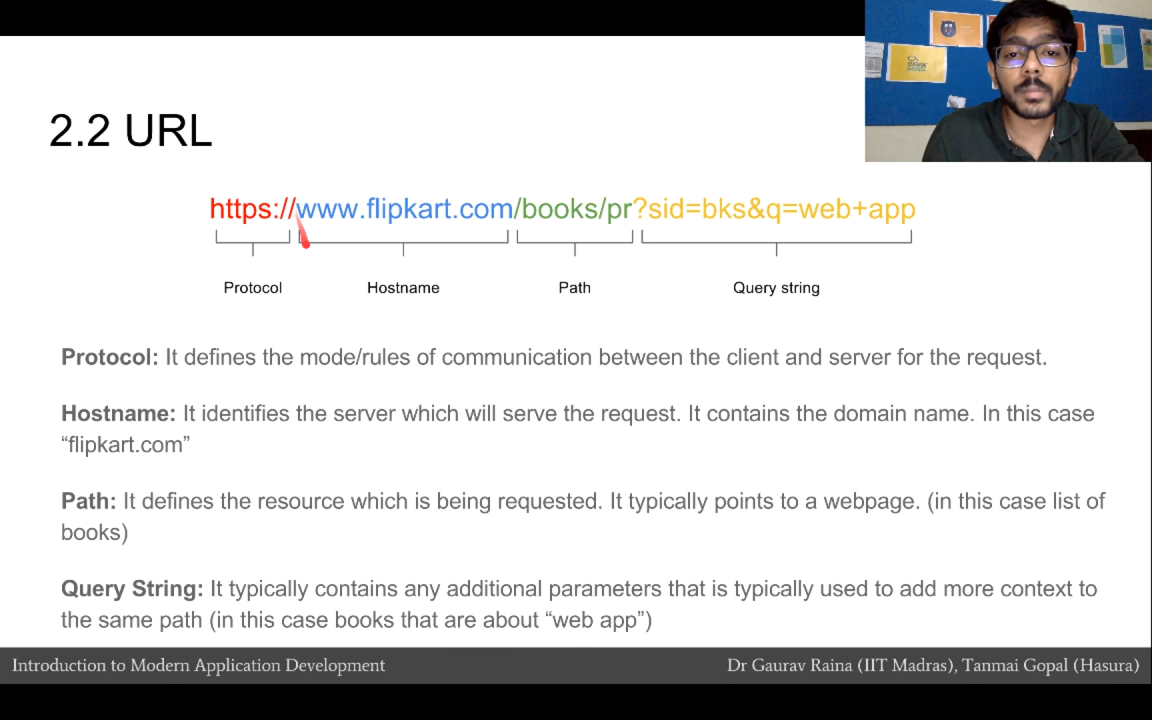 2.2 URL
https://www.flipkart.com/books/pr?sid=bks&q=web+app
Protocol
Hostname
Path
Query string
Protocol: It defines the mode/rules of communication between the client and server for the request.
Hostname: It identifies the server which will serve the request. It contains the domain name. In this case
“flipkart.com”
Path: It defines the resource which is being requested. It typically points to a webpage. (in this case list of
books)
Query String: It typically contains any additional parameters that is typically used to add more context to
the same path (in this case books that are about “web app”)
Introduction to Modern Application Development
Dr Gaurav Raina (IIT Madras), Tanmai Gopal (Hasura)